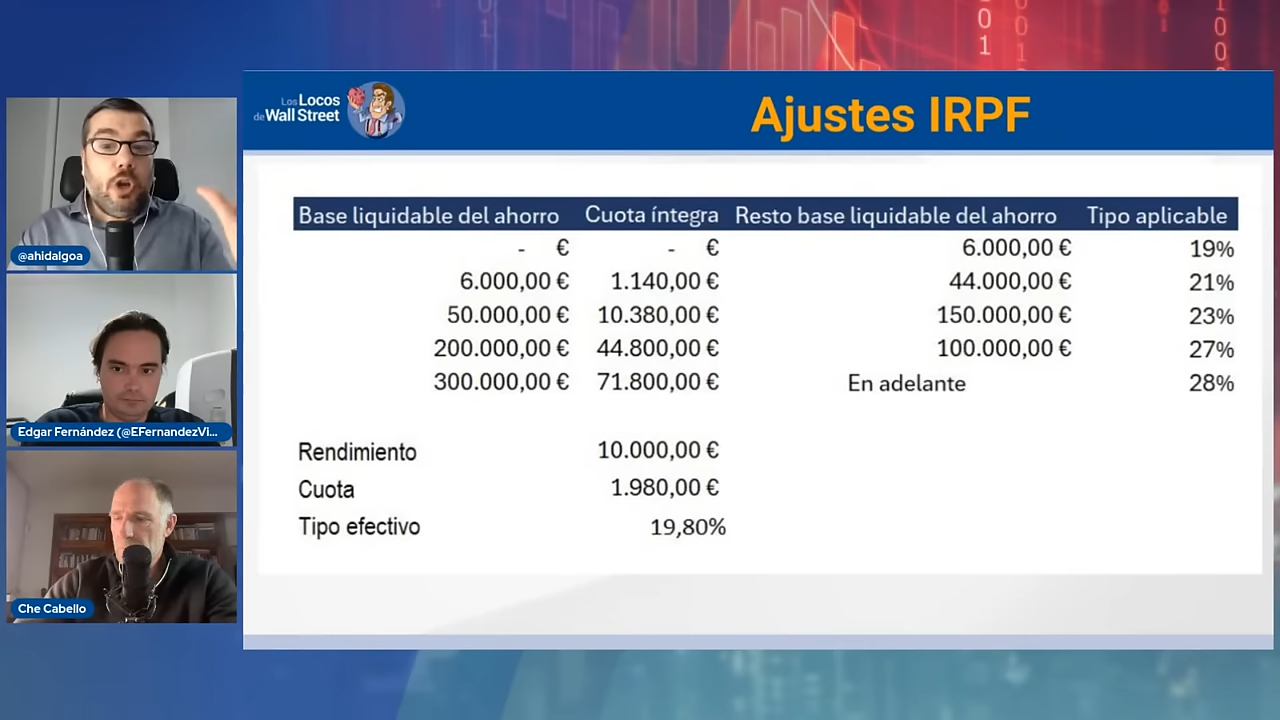 Los Locos
de Wall Street
Ajustes IRPF
@ahidalgoa
Edgar Fernández (@EFernandezVi...
Che Cabello
Base liquidable del ahorro Cuota íntegra Resto base liquidable del ahorro Tipo aplicable
- € - € 6.000,00 € 19%
6.000,00 € 1.140,00 € 44.000,00 € 21%
50.000,00 € 10.380,00 € 150.000,00 € 23%
200.000,00 € 44.800,00 € 100.000,00 € 27%
300.000,00 € 71.800,00 € En adelante 28%
Rendimiento 10.000,00 €
Cuota 1.980,00 €
Tipo efectivo 19,80%